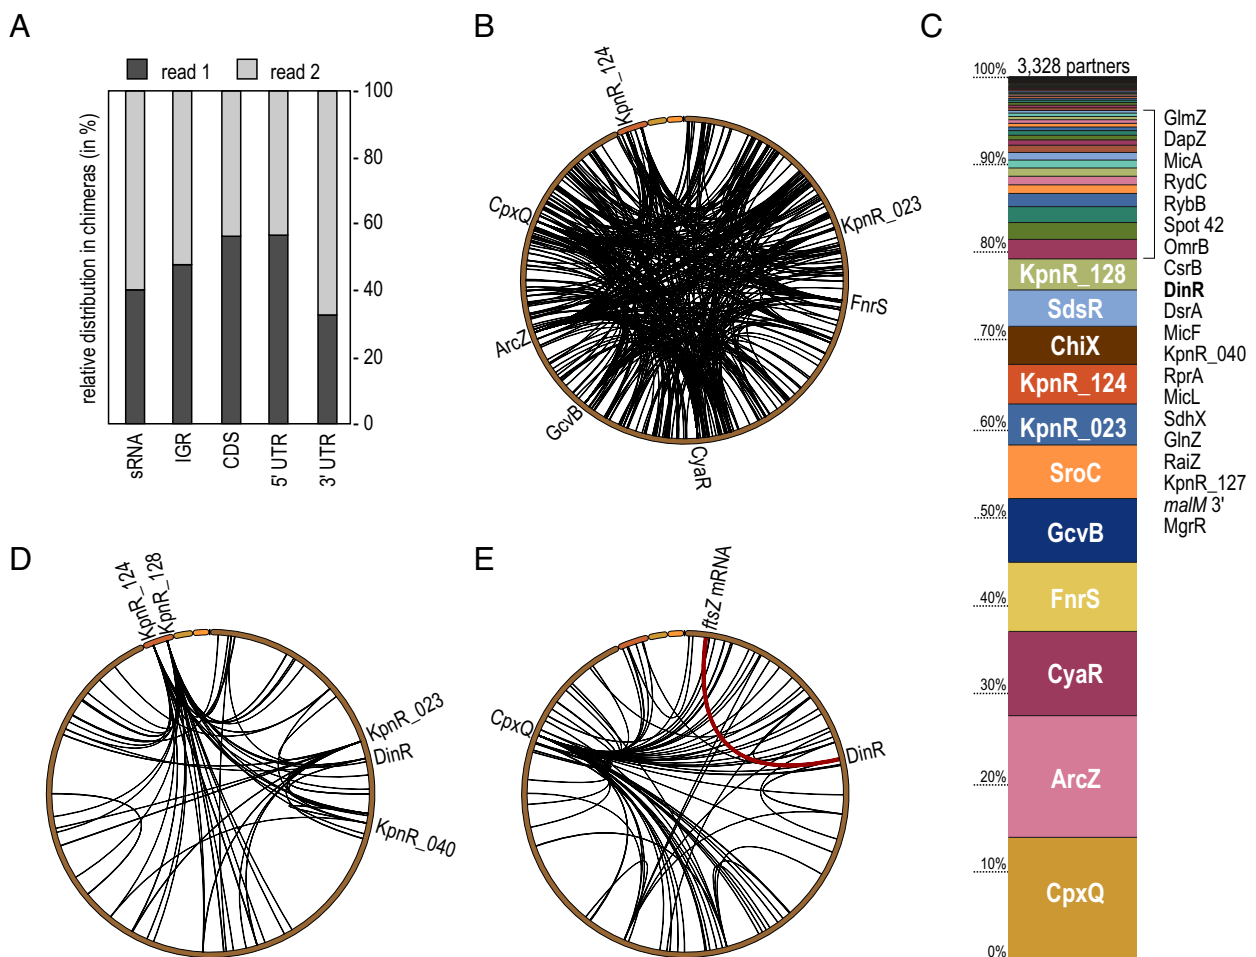 A
read 1
read 2
relative distribution in chimeras (in %)
100
80
60
40
20
0
sRNA
IGR
CDS
5' UTR
3' UTR
B
KpnR_124
CpxQ
KpnR_023
FnrS
ArcZ
GcvB
CyaR
C
3,328 partners
100%
90%
80%
70%
60%
50%
40%
30%
20%
10%
0%
KpnR_128
SdsR
ChiX
KpnR_124
KpnR_023
SroC
GcvB
FnrS
CyaR
ArcZ
CpxQ
GlmZ
DapZ
MicA
RydC
RybB
Spot 42
OmrB
CsrB
DinR
DsrA
MicF
KpnR_040
RprA
MicL
SdhX
GlnZ
RaiZ
KpnR_127
malM 3'
MgrR
D
KpnR_124
KpnR_128
KpnR_023
DinR
KpnR_040
E
ftsZ mRNA
CpxQ
DinR